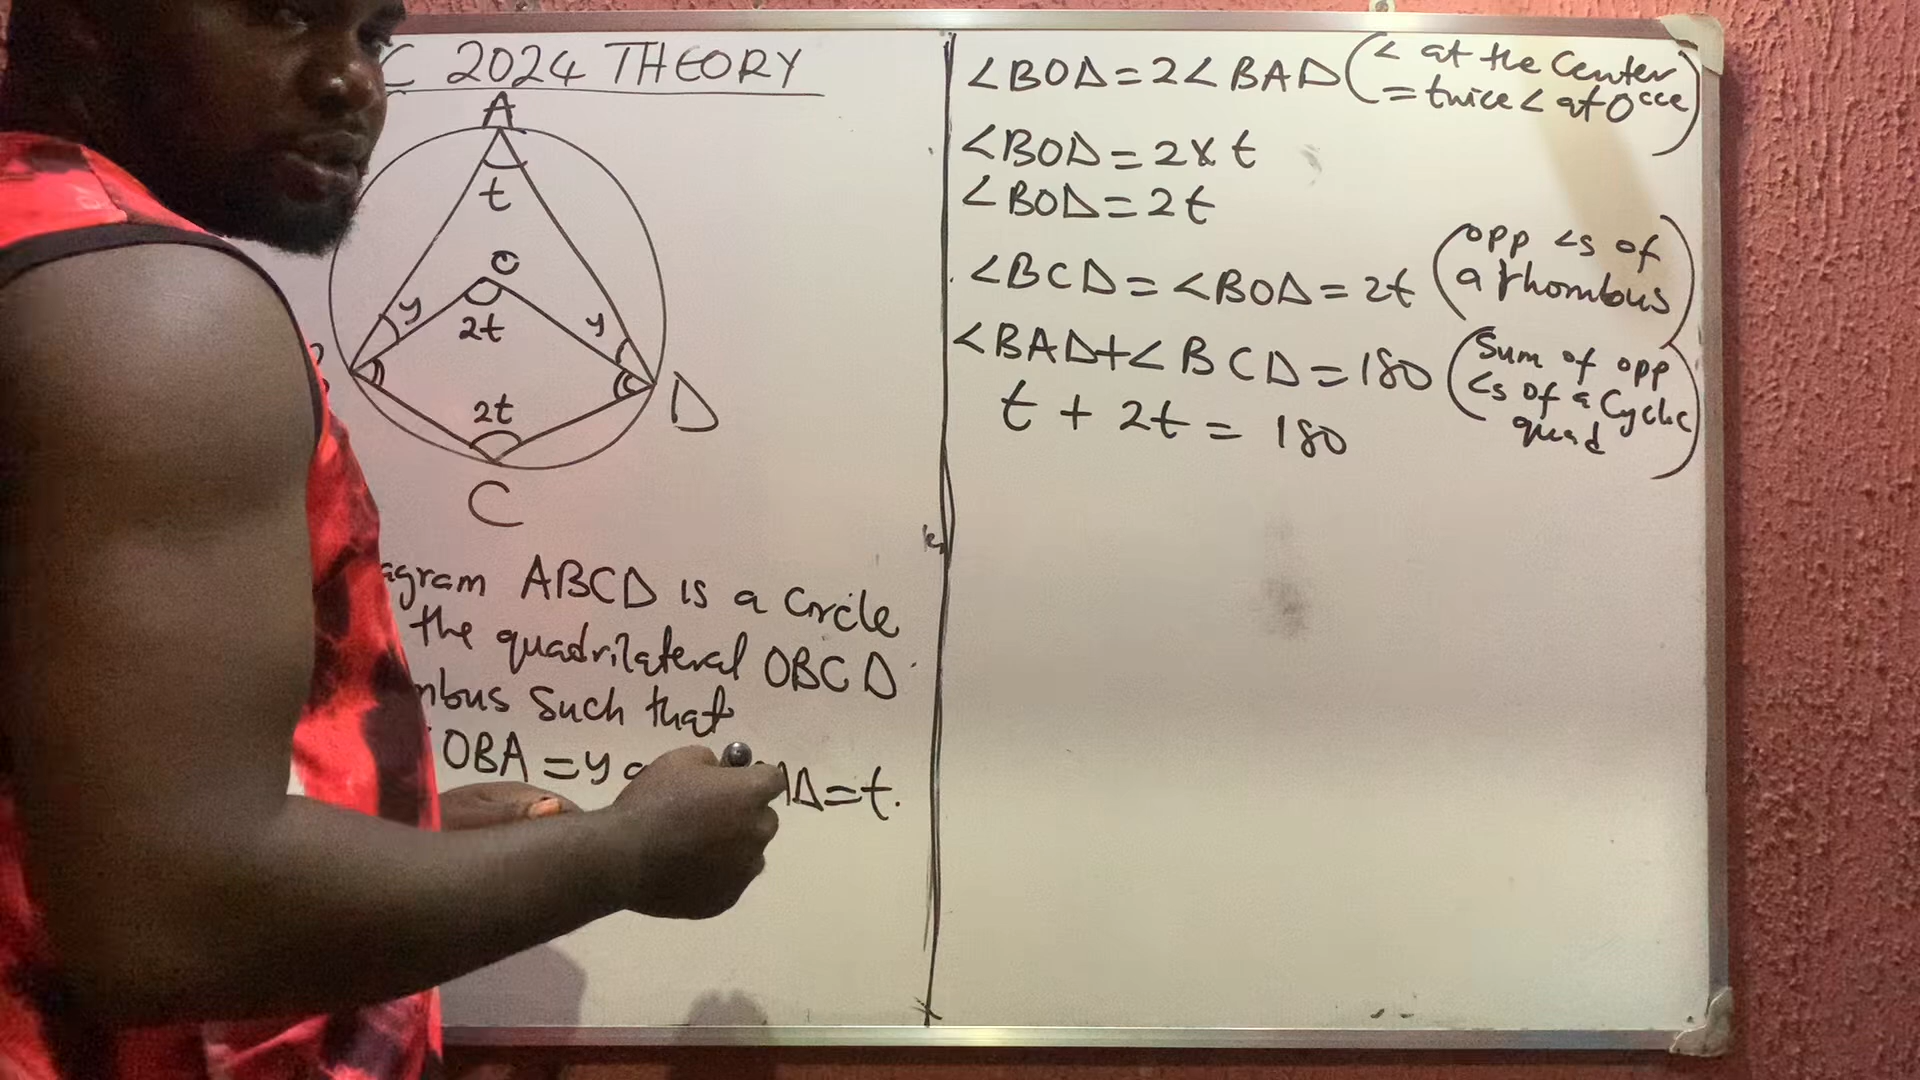 C 2024 THEORY
A
t
O
y
2t
y
D
2t
C
agram ABCD is a Circle
the quadrilateral OBCD
mbus Such that
OBA = y
AD = t.
<BOD = 2<BAD (< at the Center
= twice < at Occe)
<BOD = 2 x t
<BOD = 2t
<BCD = <BOD = 2t (opp <s of
a rhombus)
<BAD + <BCD = 180 (Sum of opp
<s of a Cyclic
quad)
t + 2t = 180